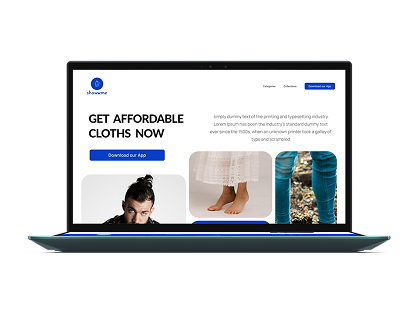 showwme
Categories
Collections
Download our App
GET AFFORDABLE
CLOTHS NOW
simply dummy text of the printing and typesetting industry.
Lorem Ipsum has been the industry's standard dummy text
ever since the 1500s, when an unknown printer took a galley of
type and scrambled
Download our App